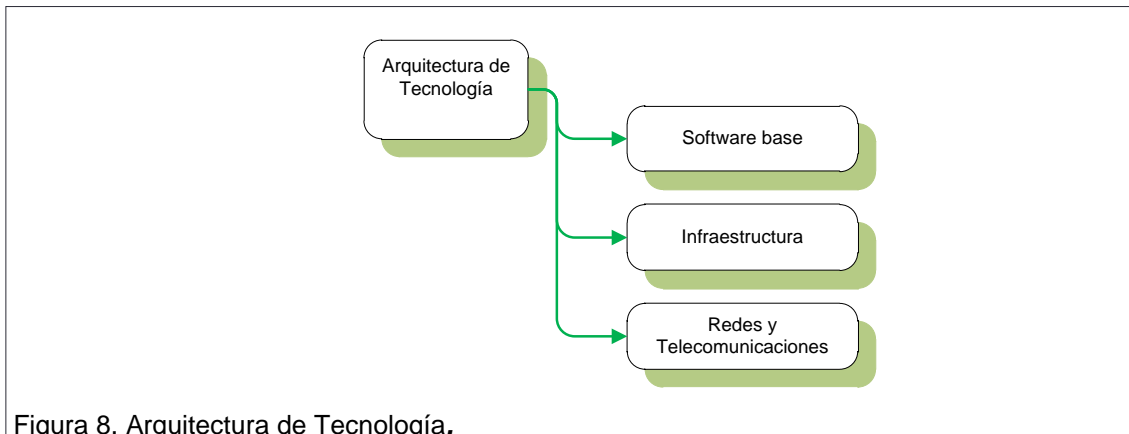 Arquitectura de
Tecnología
Software base
Infraestructura
Redes y
Telecomunicaciones
Figura 8. Arquitectura de Tecnología.